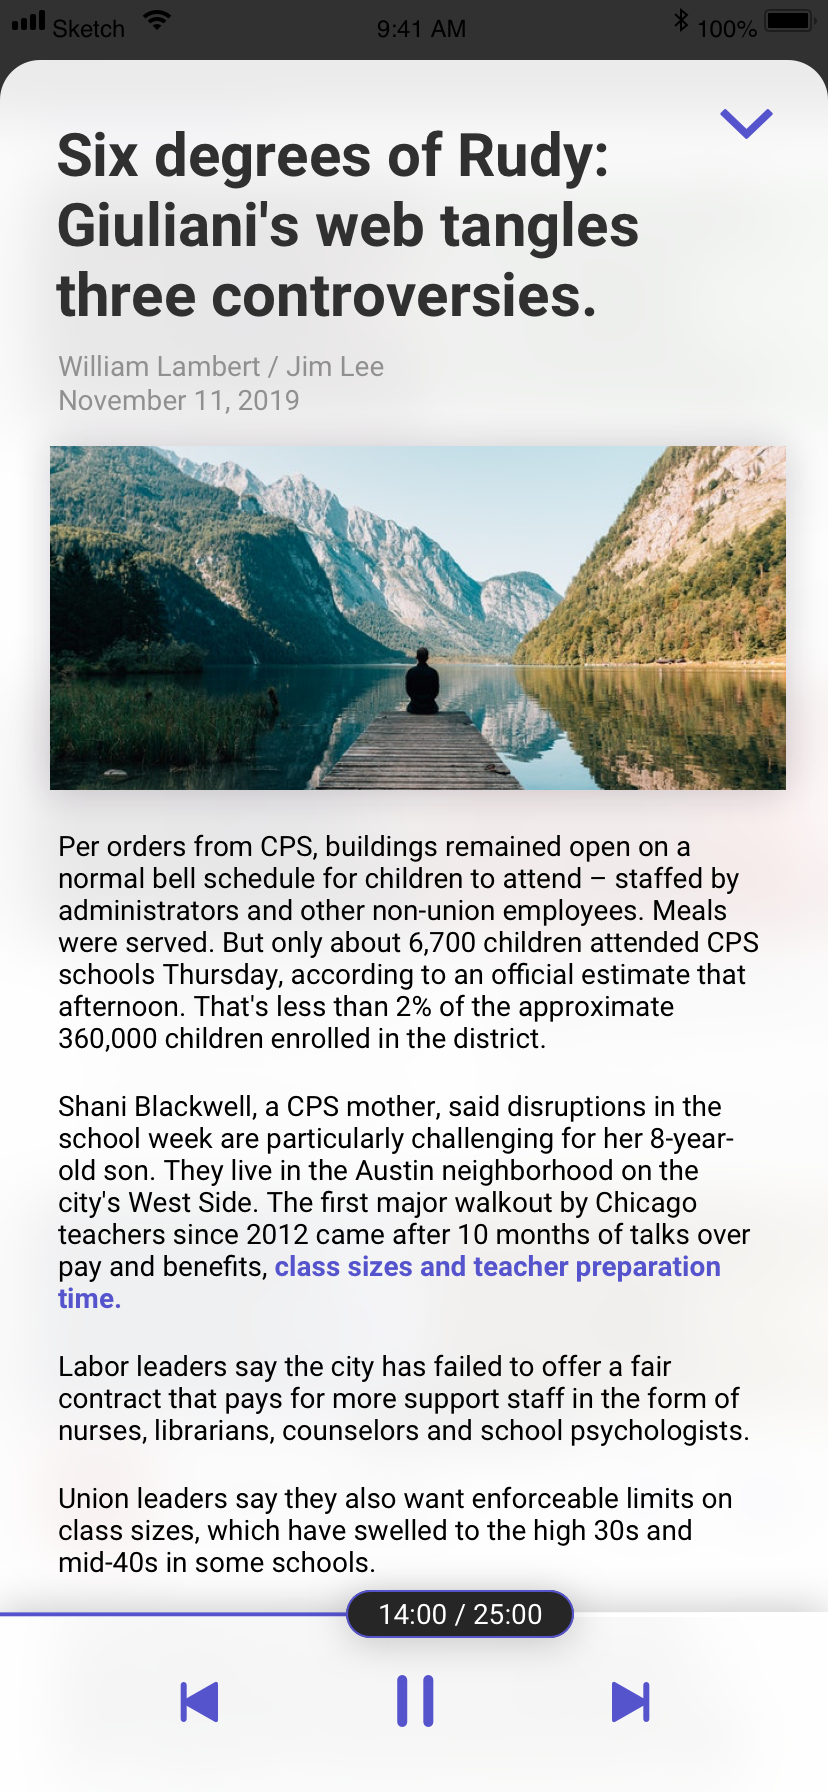 Sketch 9:41 AM 100%
Six degrees of Rudy:
Giuliani's web tangles
three controversies.
William Lambert / Jim Lee
November 11, 2019
Per orders from CPS, buildings remained open on a
normal bell schedule for children to attend – staffed by
administrators and other non-union employees. Meals
were served. But only about 6,700 children attended CPS
schools Thursday, according to an official estimate that
afternoon. That's less than 2% of the approximate
360,000 children enrolled in the district.
Shani Blackwell, a CPS mother, said disruptions in the
school week are particularly challenging for her 8-year-
old son. They live in the Austin neighborhood on the
city's West Side. The first major walkout by Chicago
teachers since 2012 came after 10 months of talks over
pay and benefits, class sizes and teacher preparation
time.
Labor leaders say the city has failed to offer a fair
contract that pays for more support staff in the form of
nurses, librarians, counselors and school psychologists.
Union leaders say they also want enforceable limits on
class sizes, which have swelled to the high 30s and
mid-40s in some schools.
14:00 / 25:00